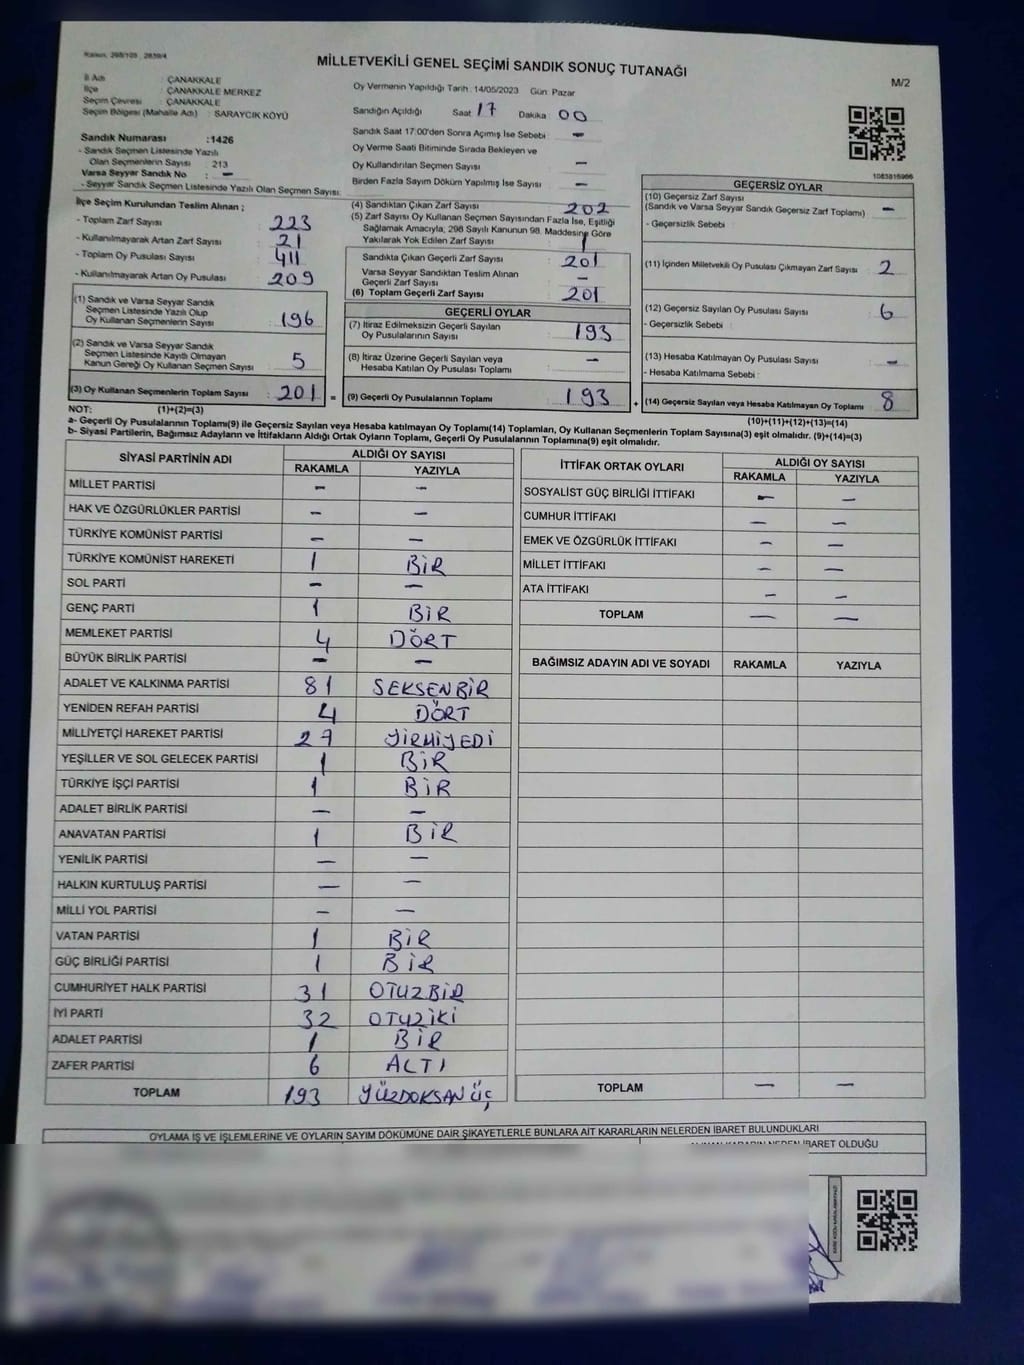 Kanun, 298/105 , 2839/4
MİLLETVEKİLİ GENEL SEÇİMİ SANDIK SONUÇ TUTANAĞI
M/2
İl Adı : ÇANAKKALE
İlçe : ÇANAKKALE MERKEZ
Seçim Çevresi : ÇANAKKALE
Seçim Bölgesi (Mahalle Adı) : SARAYCIK KÖYÜ
Oy Vermenin Yapıldığı Tarih : 14/05/2023 Gün: Pazar
Sandığın Açıldığı Saat 17 Dakika 00
Sandık Saat 17:00'den Sonra Açımış İse Sebebi : -
Oy Verme Saati Bitiminde Sırada Bekleyen ve
Oy Kullandırılan Seçmen Sayısı : -
Birden Fazla Sayım Döküm Yapılmış İse Sayısı : -
Sandık Numarası :1426
- Sandık Seçmen Listesinde Yazılı
Olan Seçmenlerin Sayısı : 213
Varsa Seyyar Sandık No : -
- Seyyar Sandık Seçmen Listesinde Yazılı Olan Seçmen Sayısı:
İlçe Seçim Kurulundan Teslim Alınan ;
- Toplam Zarf Sayısı : 223
- Kullanılmayarak Artan Zarf Sayısı : 21
- Toplam Oy Pusulası Sayısı : 411
- Kullanılmayarak Artan Oy Pusulası : 209
(1) Sandık ve Varsa Seyyar Sandık
Seçmen Listesinde Yazılı Olup
Oy Kullanan Seçmenlerin Sayısı : 196
(2) Sandık ve Varsa Seyyar Sandık
Seçmen Listesinde Kayıtlı Olmayan
Kanun Gereği Oy Kullanan Seçmen Sayısı : 5
(3) Oy Kullanan Seçmenlerin Toplam Sayısı : 201 =
(4) Sandıktan Çıkan Zarf Sayısı : 202
(5) Zarf Sayısı Oy Kullanan Seçmen Sayısından Fazla İse, Eşitliği
Sağlamak Amacıyla; 298 Sayılı Kanunun 98. Maddesine Göre
Yakılarak Yok Edilen Zarf Sayısı : 1
Sandıkta Çıkan Geçerli Zarf Sayısı : 201
Varsa Seyyar Sandıktan Teslim Alınan
Geçerli Zarf Sayısı : -
(6) Toplam Geçerli Zarf Sayısı : 201
GEÇERLİ OYLAR
(7) İtiraz Edilmeksizin Geçerli Sayılan
Oy Pusulalarının Sayısı : 193
(8) İtiraz Üzerine Geçerli Sayılan veya
Hesaba Katılan Oy Pusulası Toplamı : -
(9) Geçerli Oy Pusulalarının Toplamı : 193 +
1083815966
GEÇERSİZ OYLAR
(10) Geçersiz Zarf Sayısı
(Sandık ve Varsa Seyyar Sandık Geçersiz Zarf Toplamı) : -
- Geçersizlik Sebebi :
(11) İçinden Milletvekili Oy Pusulası Çıkmayan Zarf Sayısı : 2
(12) Geçersiz Sayılan Oy Pusulası Sayısı : 6
- Geçersizlik Sebebi :
(13) Hesaba Katılmayan Oy Pusulası Sayısı : -
- Hesaba Katılmama Sebebi :
(14) Geçersiz Sayılan veya Hesaba Katılmayan Oy Toplamı : 8
NOT: (1)+(2)=(3) (10)+(11)+(12)+(13)=(14)
a- Geçerli Oy Pusulalarının Toplamı(9) ile Geçersiz Sayılan veya Hesaba katılmayan Oy Toplamı(14) Toplamları, Oy Kullanan Seçmenlerin Toplam Sayısına(3) eşit olmalıdır. (9)+(14)=(3)
b- Siyasi Partilerin, Bağımsız Adayların ve İttifakların Aldığı Ortak Oyların Toplamı, Geçerli Oy Pusulalarının Toplamına(9) eşit olmalıdır.
SİYASİ PARTİNİN ADI ALDIĞI OY SAYISI
RAKAMLA YAZIYLA
MİLLET PARTİSİ - -
HAK VE ÖZGÜRLÜKLER PARTİSİ - -
TÜRKİYE KOMÜNİST PARTİSİ - -
TÜRKİYE KOMÜNİST HAREKETİ 1 BİR
SOL PARTİ - -
GENÇ PARTİ 1 BİR
MEMLEKET PARTİSİ 4 DÖRT
BÜYÜK BİRLİK PARTİSİ - -
ADALET VE KALKINMA PARTİSİ 81 SEKSENBİR
YENİDEN REFAH PARTİSİ 4 DÖRT
MİLLİYETÇİ HAREKET PARTİSİ 27 YİRMİYEDİ
YEŞİLLER VE SOL GELECEK PARTİSİ 1 BİR
TÜRKİYE İŞÇİ PARTİSİ 1 BİR
ADALET BİRLİK PARTİSİ - -
ANAVATAN PARTİSİ 1 BİR
YENİLİK PARTİSİ - -
HALKIN KURTULUŞ PARTİSİ - -
MİLLİ YOL PARTİSİ - -
VATAN PARTİSİ 1 BİR
GÜÇ BİRLİĞİ PARTİSİ 1 BİR
CUMHURİYET HALK PARTİSİ 31 OTUZBİR
İYİ PARTİ 32 OTUZİKİ
ADALET PARTİSİ 1 BİR
ZAFER PARTİSİ 6 ALTI
TOPLAM 193 YÜZDOKSAN ÜÇ
İTTİFAK ORTAK OYLARI ALDIĞI OY SAYISI
RAKAMLA YAZIYLA
SOSYALİST GÜÇ BİRLİĞİ İTTİFAKI - -
CUMHUR İTTİFAKI - -
EMEK VE ÖZGÜRLÜK İTTİFAKI - -
MİLLET İTTİFAKI - -
ATA İTTİFAKI - -
TOPLAM - -
BAĞIMSIZ ADAYIN ADI VE SOYADI RAKAMLA YAZIYLA
TOPLAM - -
OYLAMA İŞ VE İŞLEMLERİNE VE OYLARIN SAYIM DÖKÜMÜNE DAİR ŞİKAYETLERLE BUNLARA AİT KARARLARIN NELERDEN İBARET BULUNDUKLARI
İBARET OLDUĞU